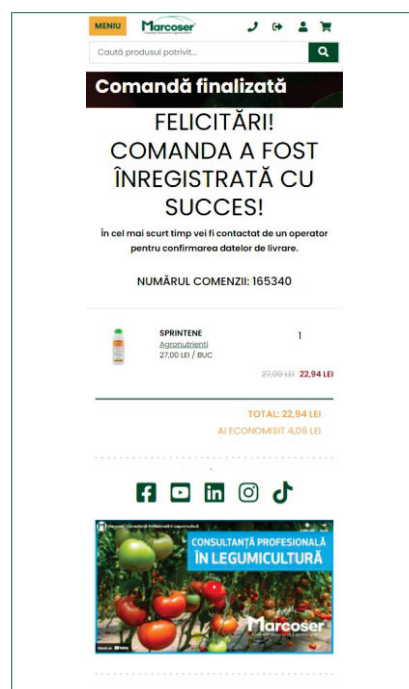 MENIU
Marcoser
Caută produsul potrivit...
Comandă finalizată
FELICITĂRI!
COMANDA A FOST
ÎNREGISTRATĂ CU
SUCCES!
În cel mai scurt timp vei fi contactat de un operator
pentru confirmarea datelor de livrare.
NUMĂRUL COMENZII: 165340
SPRINTENE
1
Agronutrienti
27,00 LEI / BUC
27,00 LEI 22,94 LEI
TOTAL: 22,94 LEI
AI ECONOMISIT 4,06 LEI
CONSULTANȚĂ PROFESIONALĂ
ÎN LEGUMICULTURĂ
Marcoser